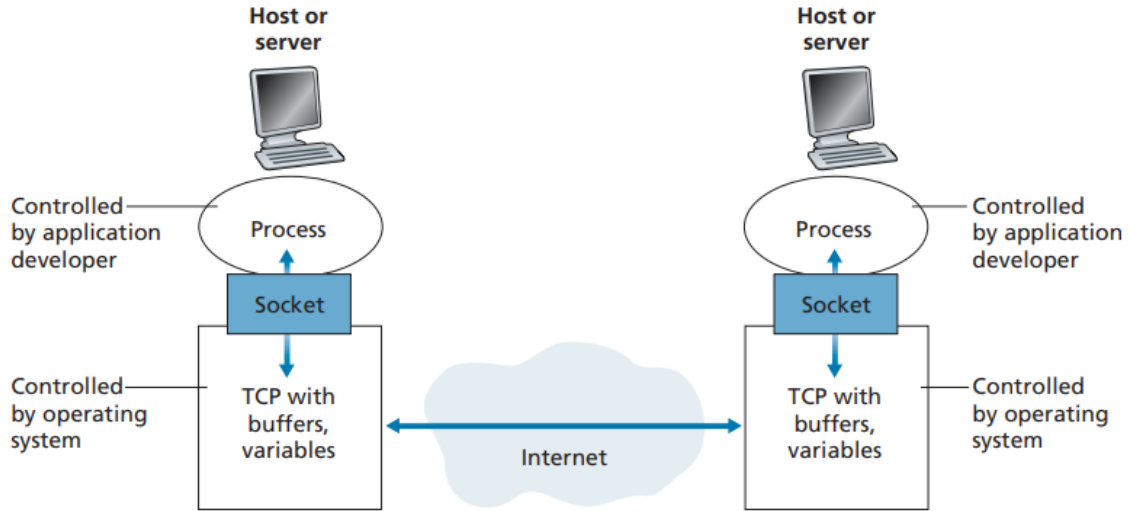 Host or
server
Host or
server
Controlled
by application
developer
Process
Process
Controlled
by application
developer
Socket
Socket
Controlled
by operating
system
TCP with
buffers,
variables
Internet
TCP with
buffers,
variables
Controlled
by operating
system